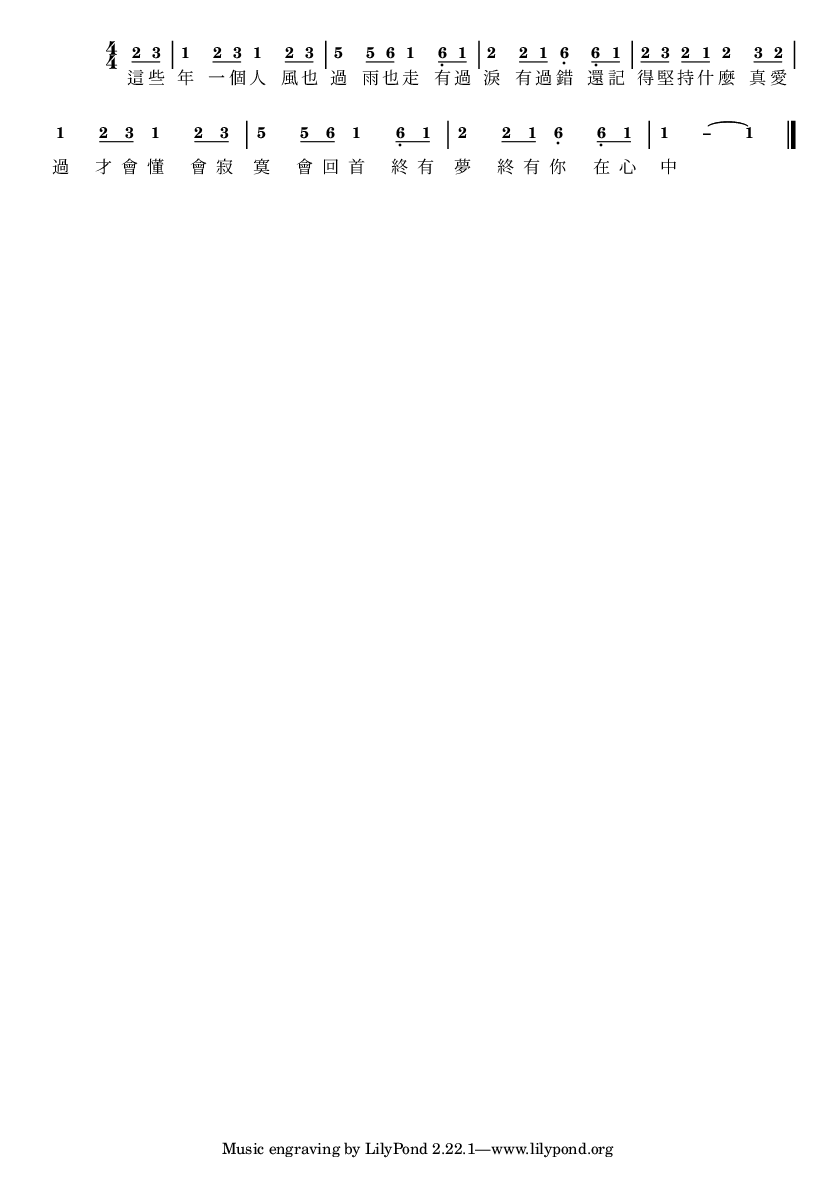 4/4 2 3 | 1 2 3 1 2 3 | 5 5 6 1 6̣ 1 | 2 2 1 6̣ 6̣ 1 | 2 3 2 1 2 3 2 |
這些 年 一個人 風也 過 雨也走 有過 淚 有過錯 還記 得堅持什麼 真愛
1 2 3 1 2 3 | 5 5 6 1 6̣ 1 | 2 2 1 6̣ 6̣ 1 | 1 – 1
過 才會懂 會寂 寞 會回首 終有 夢 終有你 在心 中
Music engraving by LilyPond 2.22.1—www.lilypond.org